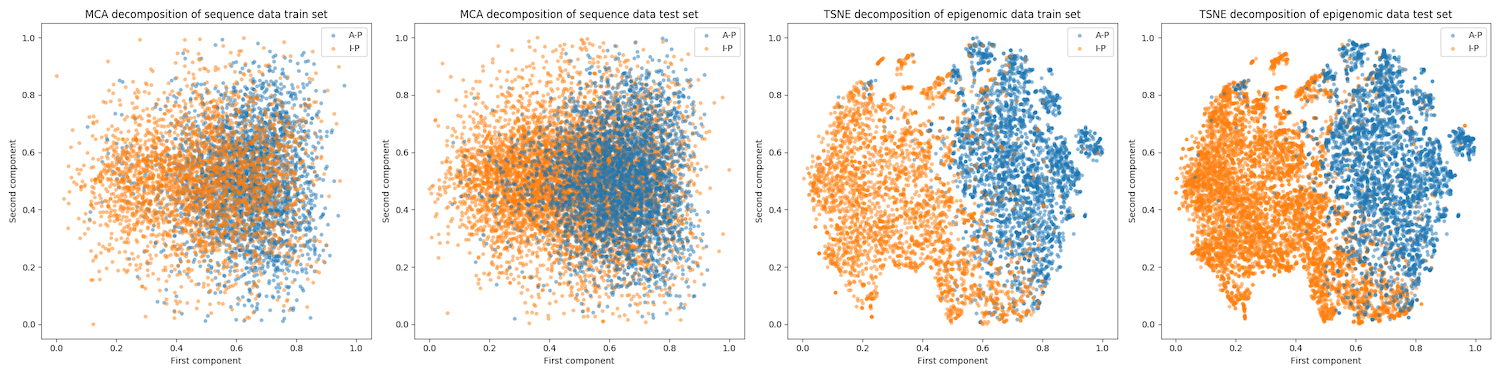 MCA decomposition of sequence data train set
A-P
I-P
1.0
0.8
0.6
0.4
0.2
0.0
Second component
0.0 0.2 0.4 0.6 0.8 1.0
First component
MCA decomposition of sequence data test set
A-P
I-P
1.0
0.8
0.6
0.4
0.2
0.0
Second component
0.0 0.2 0.4 0.6 0.8 1.0
First component
TSNE decomposition of epigenomic data train set
A-P
I-P
1.0
0.8
0.6
0.4
0.2
0.0
Second component
0.0 0.2 0.4 0.6 0.8 1.0
First component
TSNE decomposition of epigenomic data test set
A-P
I-P
1.0
0.8
0.6
0.4
0.2
0.0
Second component
0.0 0.2 0.4 0.6 0.8 1.0
First component